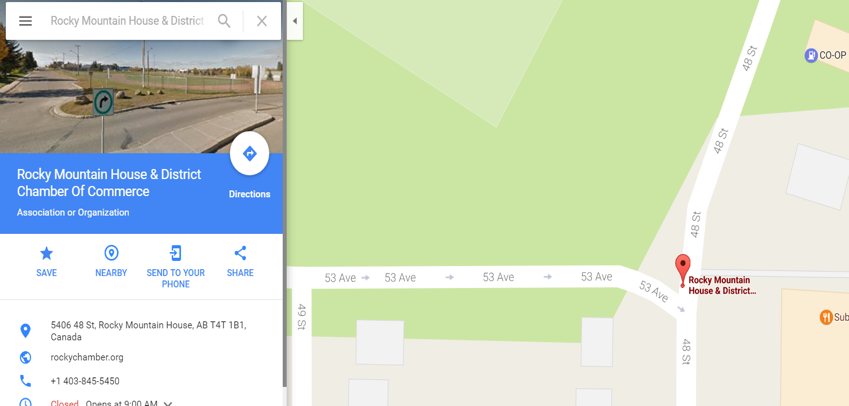 Rocky Mountain House & District
Rocky Mountain House & District
Chamber Of Commerce
Association or Organization
Directions
SAVE
NEARBY
SEND TO YOUR
PHONE
SHARE
5406 48 St, Rocky Mountain House, AB T4T 1B1,
Canada
rockychamber.org
+1 403-845-5450
Closed. Opens at 9:00 AM
48 St
CO-OP
48 St
48 St
53 Ave
53 Ave
53 Ave
53 Ave
53 Ave
Rocky Mountain
House & District...
49 St
48 St
Sub